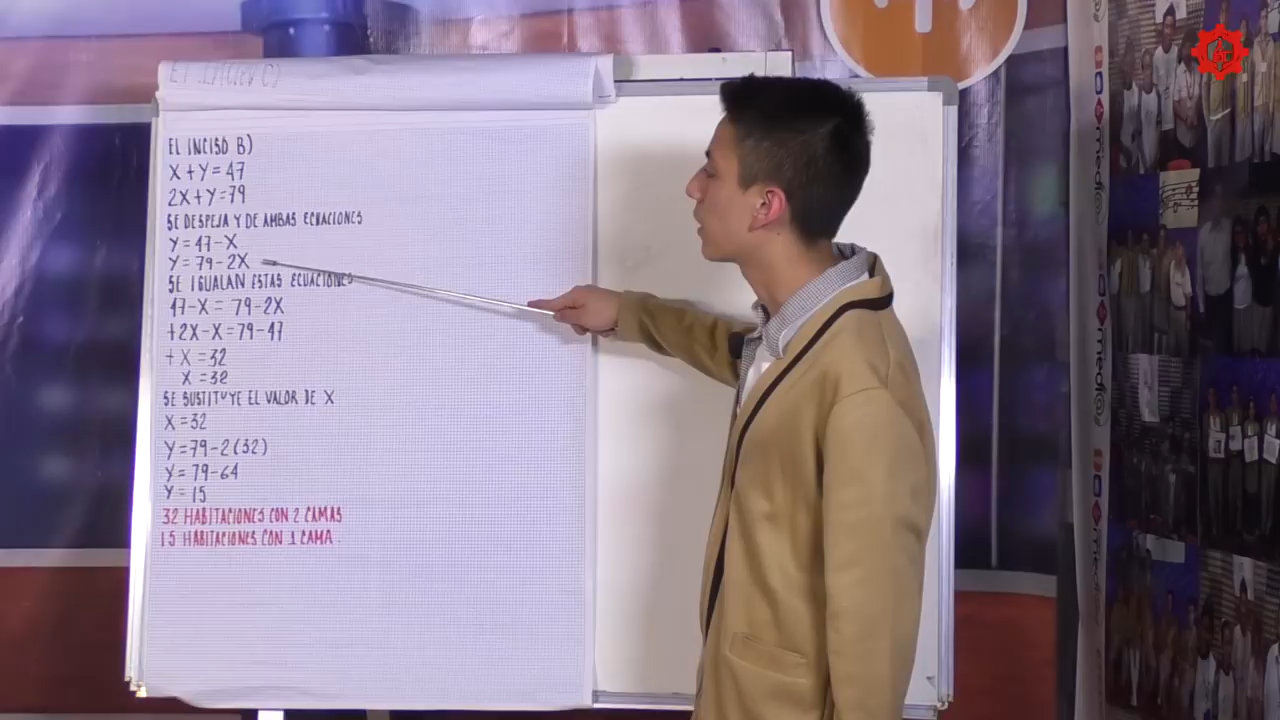 EL INCISO B)
X+Y=47
2X+Y=79
SE DESPEJA Y DE AMBAS ECUACIONES
Y=47-X
Y=79-2X
SE IGUALAN ESTAS ECUACIONES
47-X=79-2X
+2X-X=79-47
+X=32
X=32
SE SUSTITUYE EL VALOR DE X
X=32
Y=79-2(32)
Y=79-64
Y=15
32 HABITACIONES CON 2 CAMAS
15 HABITACIONES CON 1 CAMA.